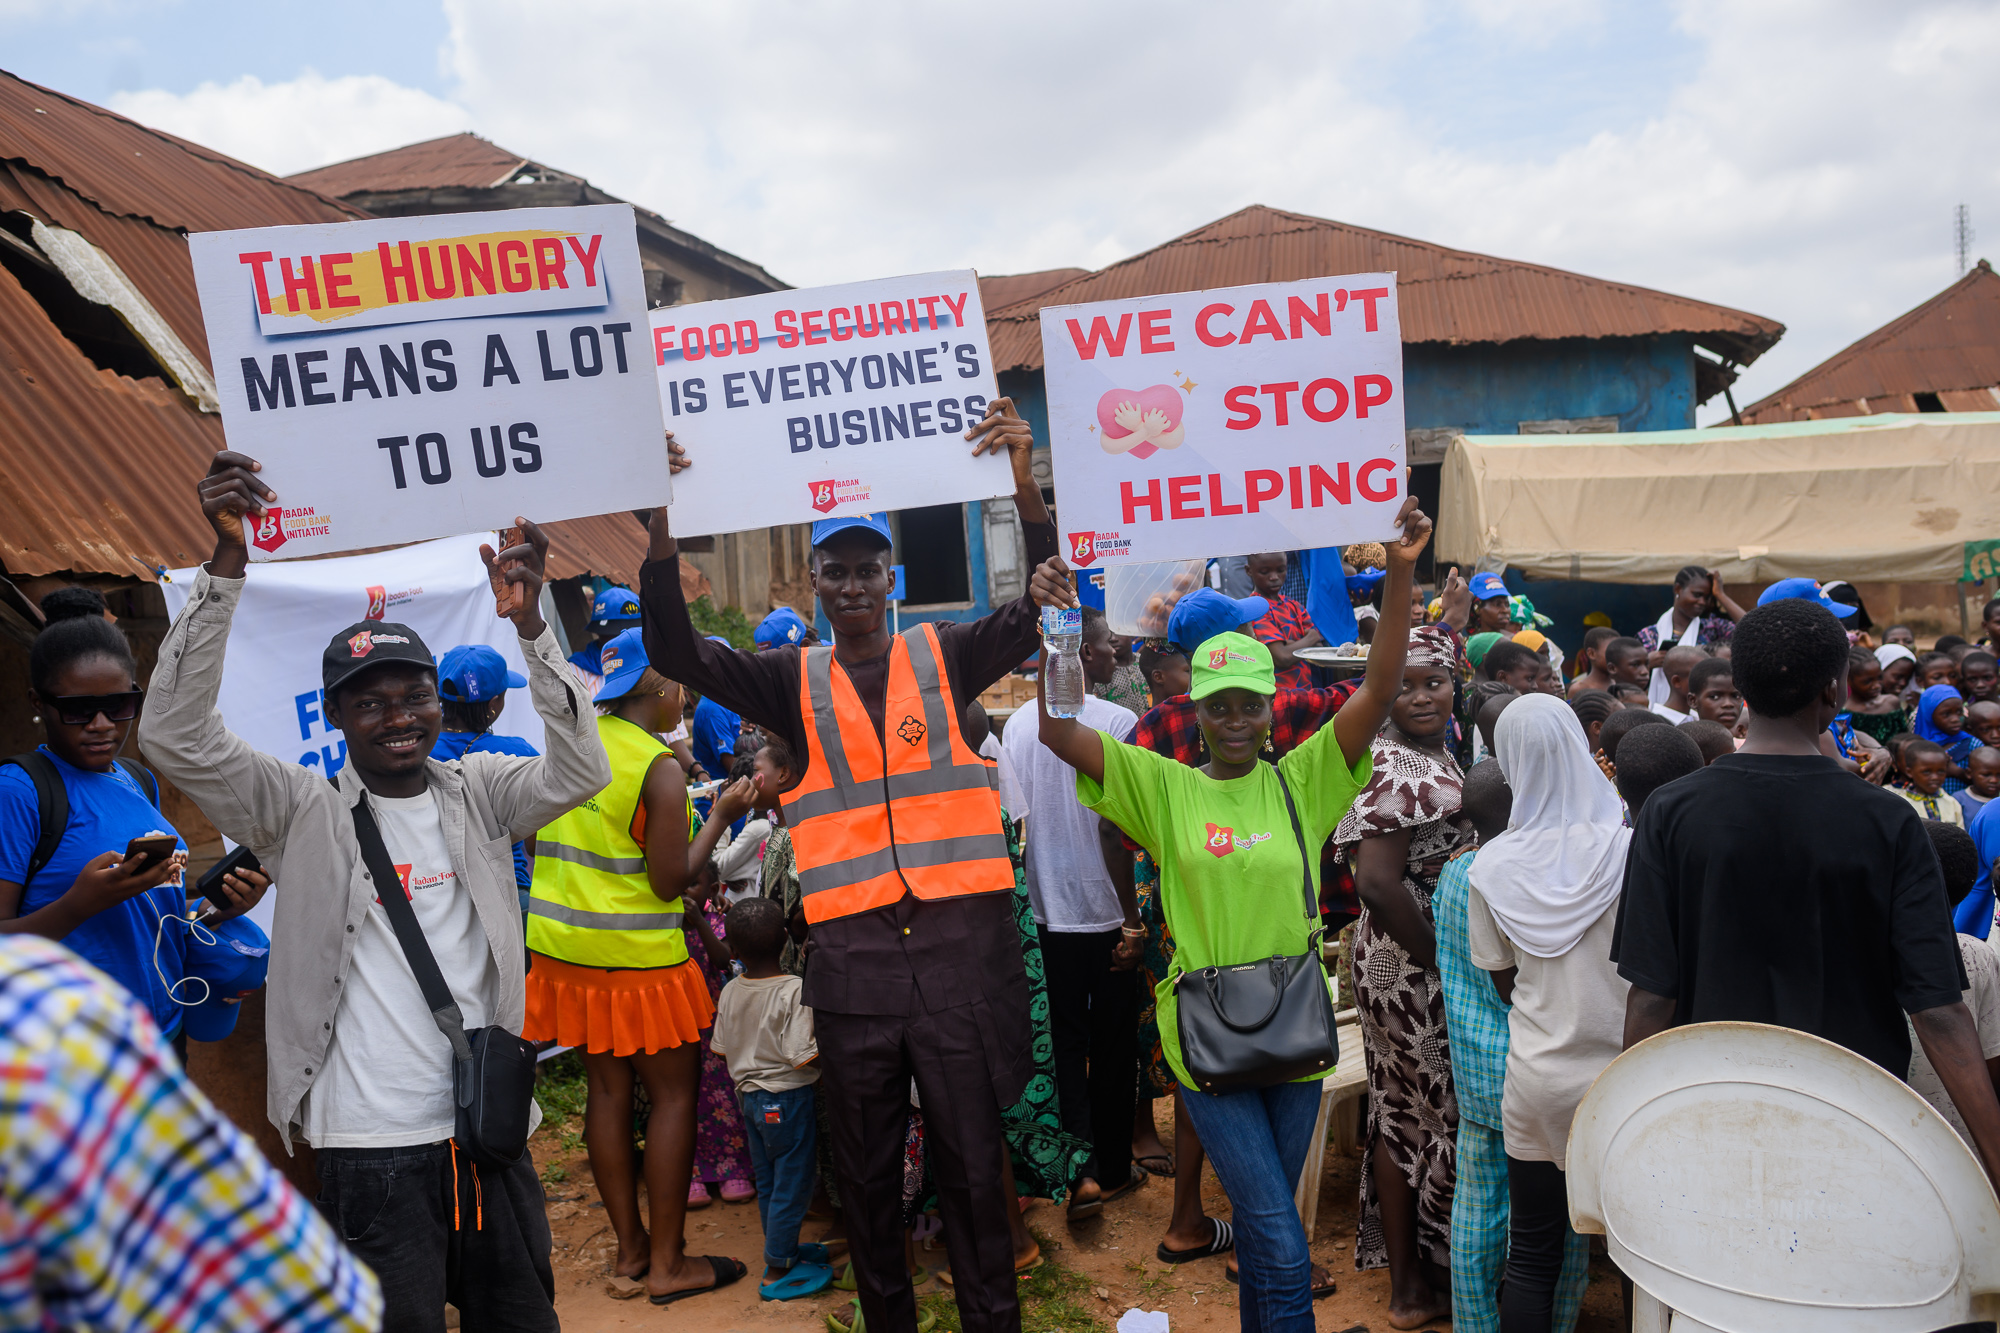 THE HUNGRY
MEANS A LOT
TO US
IBADAN
FOOD BANK
INITIATIVE
FOOD SECURITY
IS EVERYONE'S
BUSINESS
IBADAN
FOOD BANK
INITIATIVE
WE CAN'T
STOP
HELPING
IBADAN
FOOD BANK
INITIATIVE